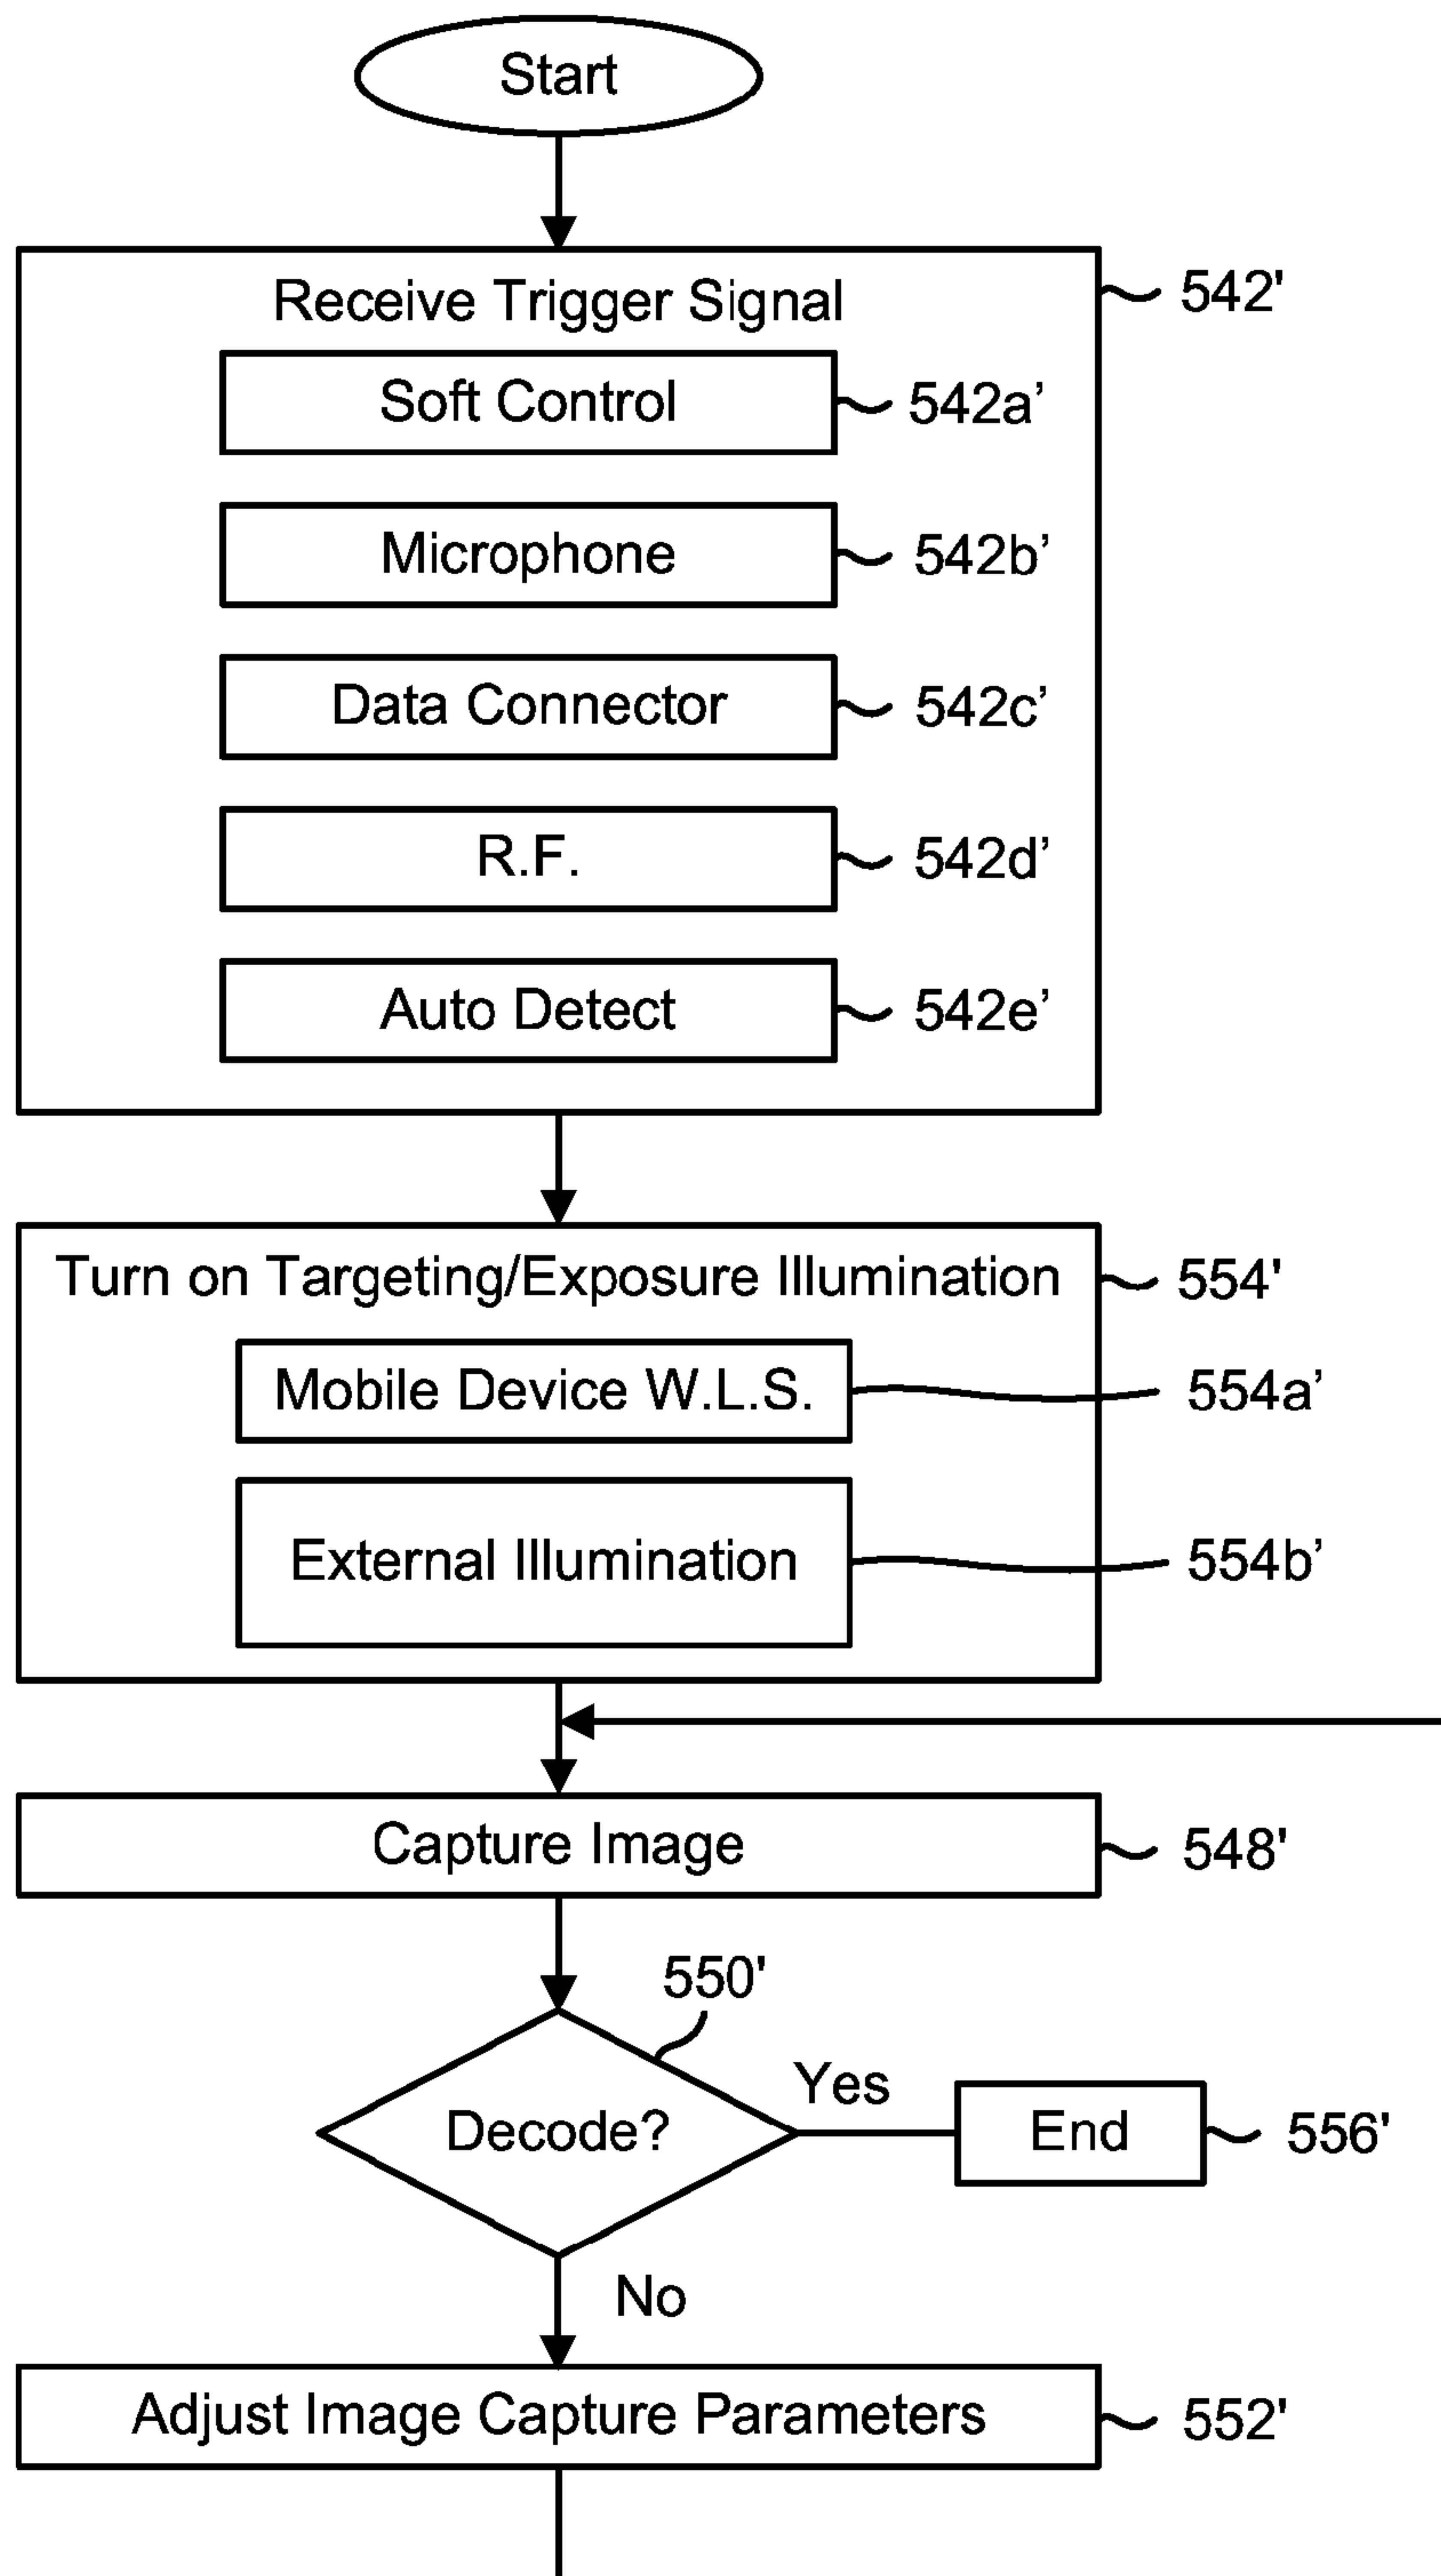 Start
Receive Trigger Signal
542'
Soft Control
542a’
Microphone
542b’
Data Connector
542c’
R.F.
542d’
Auto Detect
542e’
Turn on Targeting/Exposure Illumination
554'
Mobile Device W.L.S.
554a’
External Illumination
554b’
Capture Image
548'
550'
Decode?
Yes
End
556'
No
Adjust Image Capture Parameters
552'